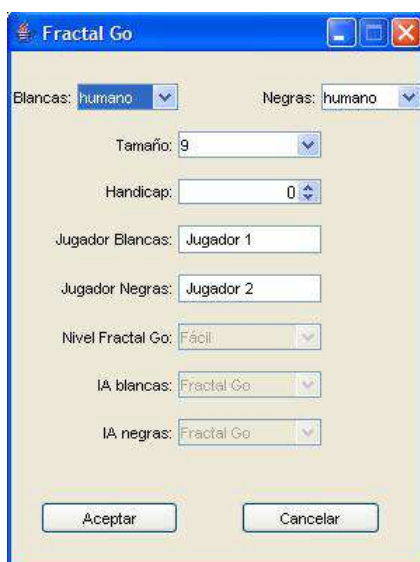 Fractal Go
Blancas: humano Negras: humano
Tamaño: 9
Handicap: 0
Jugador Blancas: Jugador 1
Jugador Negras: Jugador 2
Nivel Fractal Go: Fácil
IA blancas: Fractal Go
IA negras: Fractal Go
Aceptar Cancelar